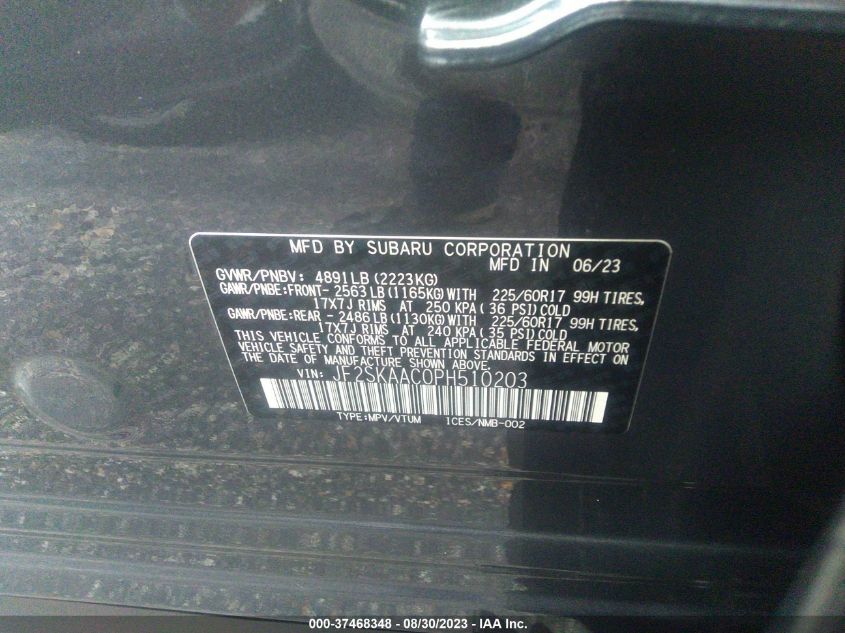 MFD BY SUBARU CORPORATION
MFD IN 06/23
GVWR/PNBV: 4891LB (2223KG)
GAWR/PNBE:FRONT- 2563 LB (1165KG) WITH 225/60R17 99H TIRES,
17X7J RIMS AT 250 KPA ( 36 PSI) COLD
GAWR/PNBE:REAR - 2486 LB (1130KG) WITH 225/60R17 99H TIRES,
17X7J RIMS AT 240 KPA ( 35 PSI) COLD
THIS VEHICLE CONFORMS TO ALL APPLICABLE FEDERAL MOTOR
VEHICLE SAFETY AND THEFT PREVENTION STANDARDS IN EFFECT ON
THE DATE OF MANUFACTURE SHOWN ABOVE.
VIN: JF2SKAAC0PH510203
TYPE:MPV/VTUM ICES/NMB-002
000-37468348 - 08/30/2023 - IAA Inc.